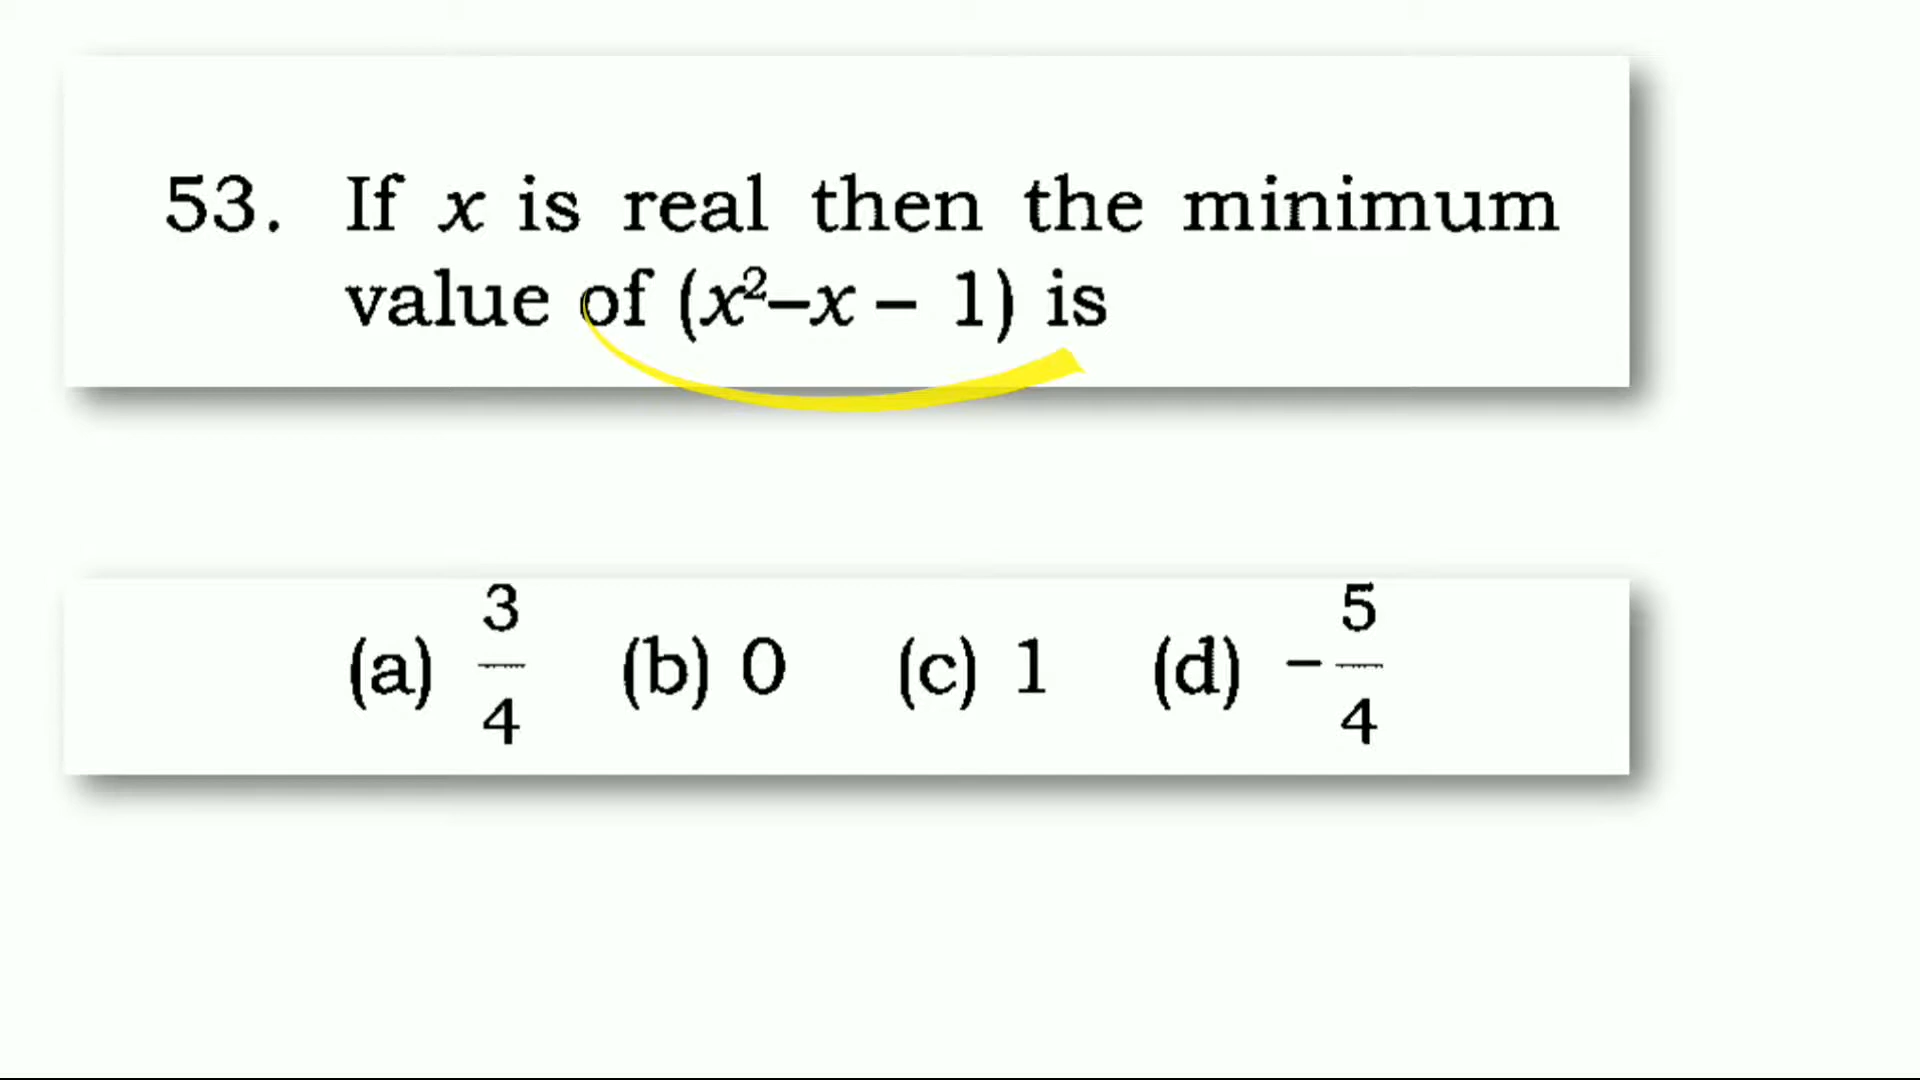 53. If x is real then the minimum
value of (x²–x – 1) is
(a) 3/4 (b) 0 (c) 1 (d) –5/4